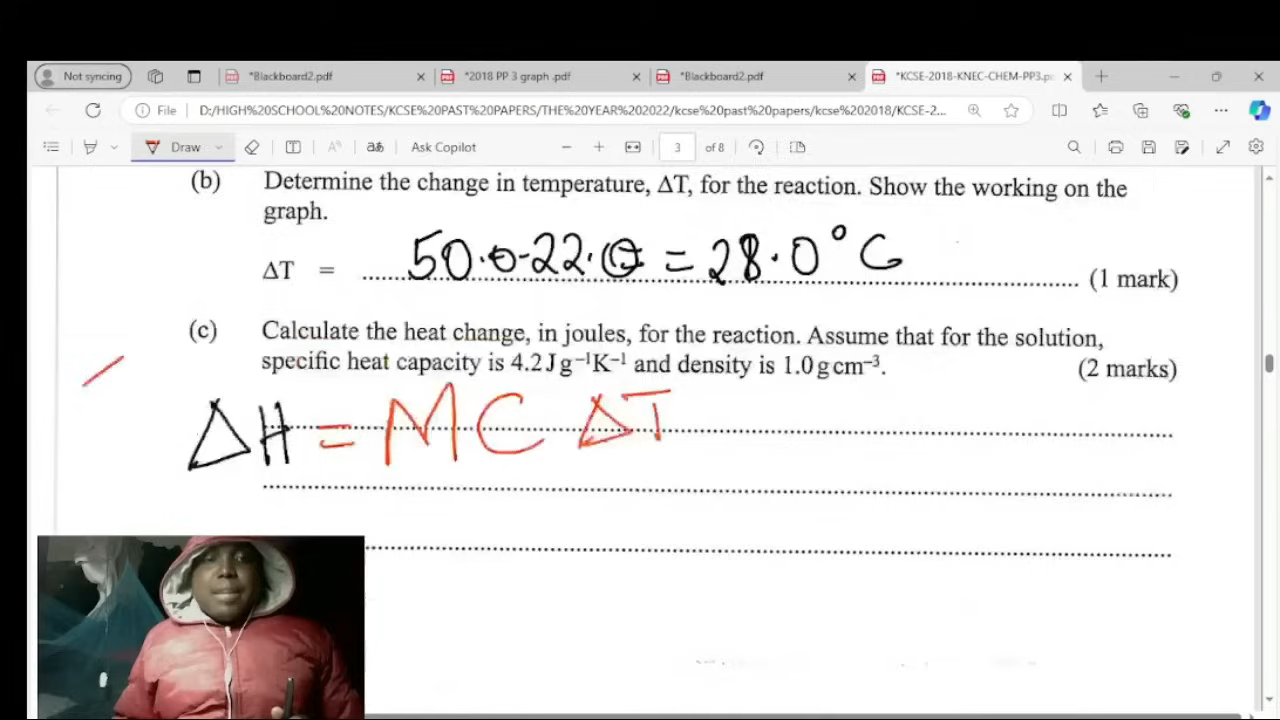 Not syncing
*Blackboard2.pdf
*2018 PP 3 graph .pdf
*Blackboard2.pdf
*KCSE-2018-KNEC-CHEM-PP3.p
File
D:/HIGH%20SCHOOL%20NOTES/KCSE%20PAST%20PAPERS/THE%20YEAR%202022/kcse%20past%20papers/kcse%202018/KCSE-2...
Draw
Ask Copilot
3 of 8
(b) Determine the change in temperature, ΔT, for the reaction. Show the working on the
graph.
ΔT = 50.0-22.0 = 28.0°C (1 mark)
(c) Calculate the heat change, in joules, for the reaction. Assume that for the solution,
specific heat capacity is 4.2 J g⁻¹K⁻¹ and density is 1.0 g cm⁻³. (2 marks)
ΔH = MC ΔT